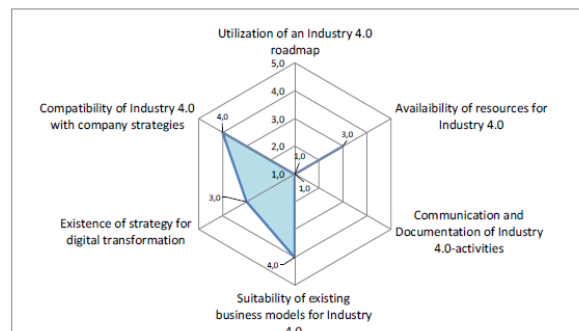 Utilization of an Industry 4.0
roadmap
5,0
4,0
3,0
2,0
1,0
1,0
3,0
1,0
4,0
3,0
4,0
Availaibility of resources for
Industry 4.0
Communication and
Documentation of Industry
4.0-activities
Suitability of existing
business models for Industry
4.0
Existence of strategy for
digital transformation
Compatibility of Industry 4.0
with company strategies